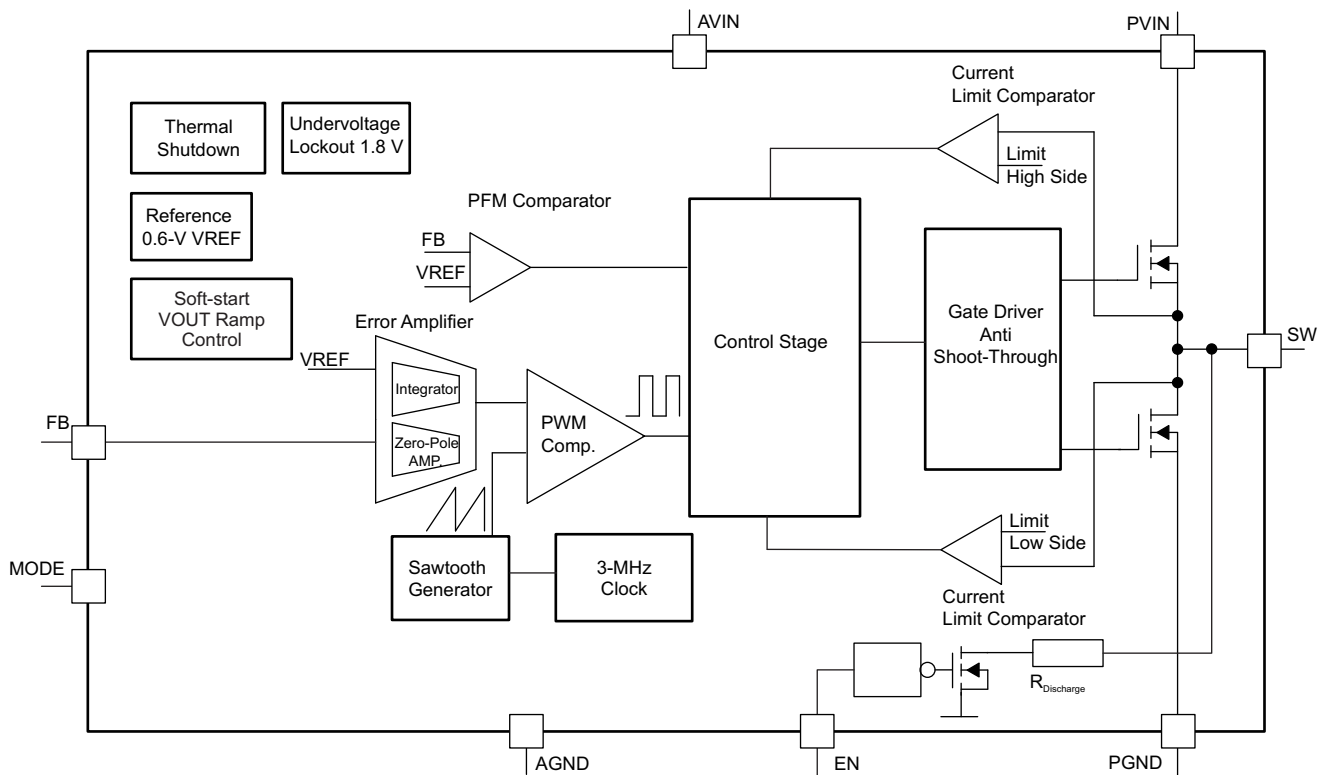 AVIN
PVIN
Current
Limit Comparator
Thermal
Shutdown
Undervoltage
Lockout 1.8 V
Limit
High Side
PFM Comparator
Reference
0.6-V VREF
FB
VREF
Soft-start
VOUT Ramp
Control
Error Amplifier
Gate Driver
Anti
Shoot-Through
Control Stage
SW
VREF
Integrator
FB
Zero-Pole
AMP.
PWM
Comp.
Limit
Low Side
MODE
Sawtooth
Generator
3-MHz
Clock
Current
Limit Comparator
RDischarge
AGND
EN
PGND